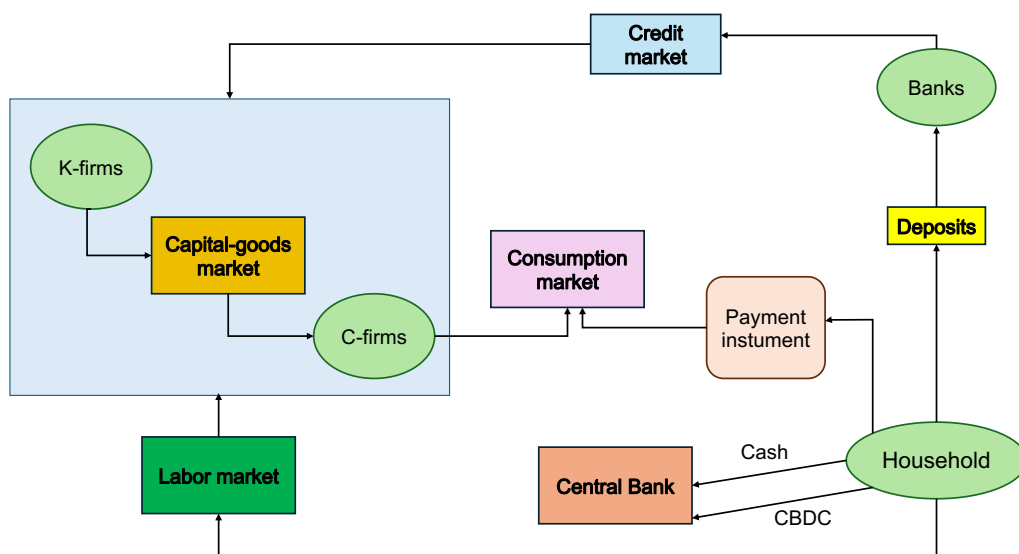 Credit
market
Banks
K-firms
Deposits
Capital-goods
market
Consumption
market
Payment
instument
C-firms
Labor market
Cash
Household
Central Bank
CBDC